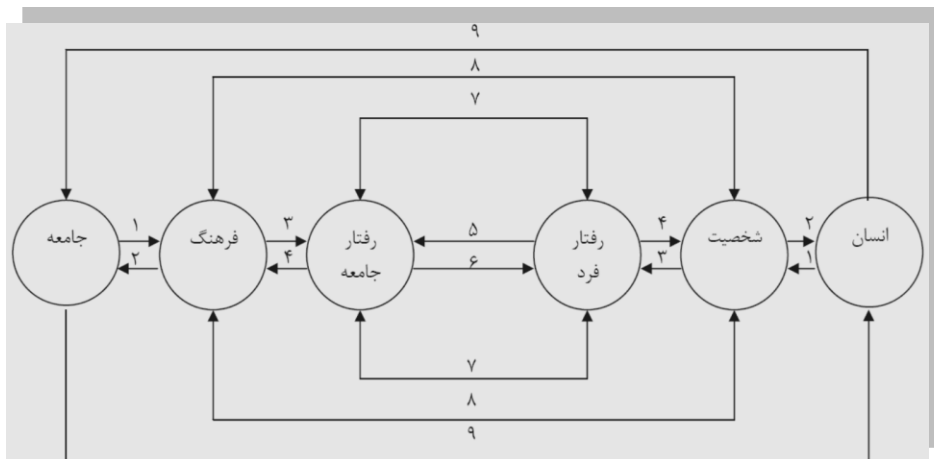 ۹
۸
۷
انسان
۲
۱
شخصیت
۴
۳
رفتار
فرد
۵
۶
رفتار
جامعه
۳
۴
فرهنگ
۱
۲
جامعه
۷
۸
۹